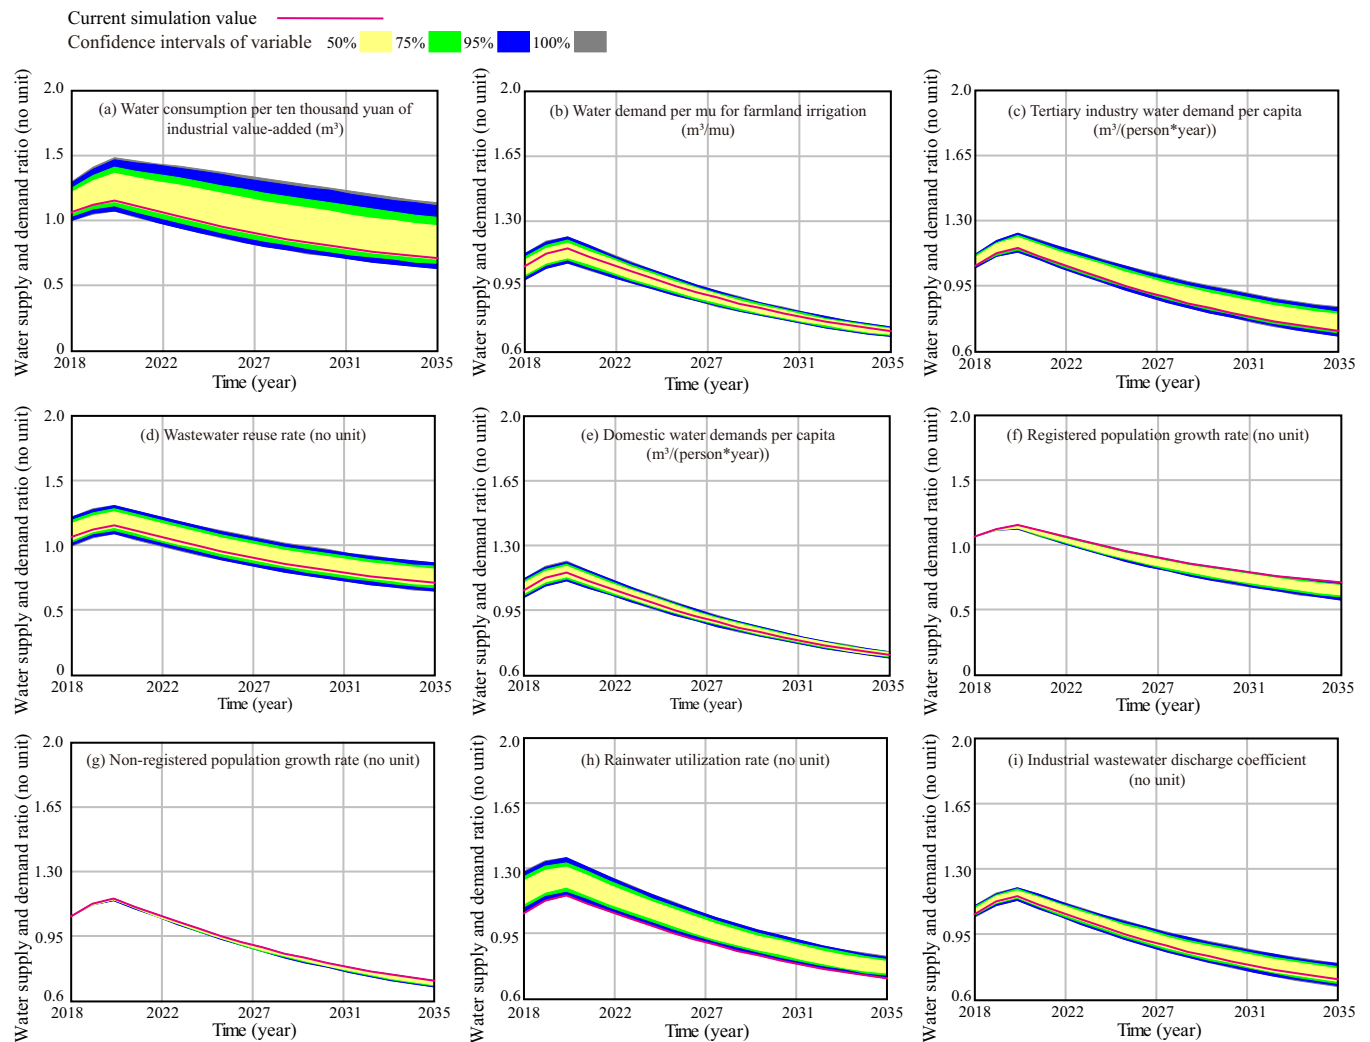 Current simulation value
Confidence intervals of variable 50% 75% 95% 100%
Water supply and demand ratio (no unit)
2.0
1.5
1.0
0.5
0
(a) Water consumption per ten thousand yuan of
industrial value-added (m³)
2018 2022 2027 2031 2035
Time (year)
Water supply and demand ratio (no unit)
2.0
1.65
1.30
0.95
0.6
(b) Water demand per mu for farmland irrigation
(m³/mu)
2018 2022 2027 2031 2035
Time (year)
Water supply and demand ratio (no unit)
2.0
1.65
1.30
0.95
0.6
(c) Tertiary industry water demand per capita
(m³/(person*year))
2018 2022 2027 2031 2035
Time (year)
Water supply and demand ratio (no unit)
2.0
1.5
1.0
0.5
0
(d) Wastewater reuse rate (no unit)
2018 2022 2027 2031 2035
Time (year)
Water supply and demand ratio (no unit)
2.0
1.65
1.30
0.95
0.6
(e) Domestic water demands per capita
(m³/(person*year))
2018 2022 2027 2031 2035
Time (year)
Water supply and demand ratio (no unit)
2.0
1.5
1.0
0.5
0
(f) Registered population growth rate (no unit)
2018 2022 2027 2031 2035
Time (year)
Water supply and demand ratio (no unit)
2.0
1.65
1.30
0.95
0.6
(g) Non-registered population growth rate (no unit)
2018 2022 2027 2031 2035
Time (year)
Water supply and demand ratio (no unit)
2.0
1.65
1.30
0.95
0.6
(h) Rainwater utilization rate (no unit)
2018 2022 2027 2031 2035
Time (year)
Water supply and demand ratio (no unit)
2.0
1.65
1.30
0.95
0.6
(i) Industrial wastewater discharge coefficient
(no unit)
2018 2022 2027 2031 2035
Time (year)